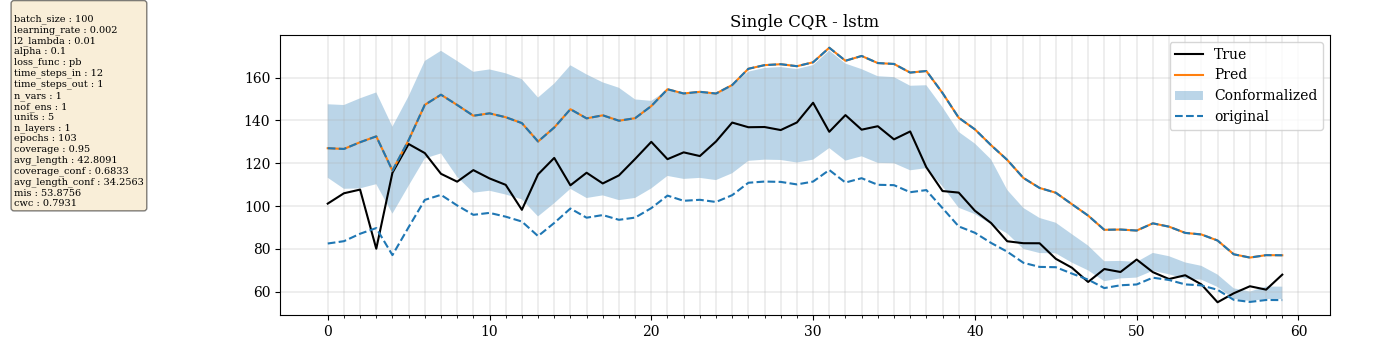 batch_size : 100
learning_rate : 0.002
l2_lambda : 0.01
alpha : 0.1
loss_func : pb
time_steps_in : 12
time_steps_out : 1
n_vars : 1
nof_ens : 1
units : 5
n_layers : 1
epochs : 103
coverage : 0.95
avg_length : 42.8091
coverage_conf : 0.6833
avg_length_conf : 34.2563
mis : 53.8756
cwc : 0.7931
Single CQR - lstm
True
Pred
Conformalized
original
160
140
120
100
80
60
0 10 20 30 40 50 60